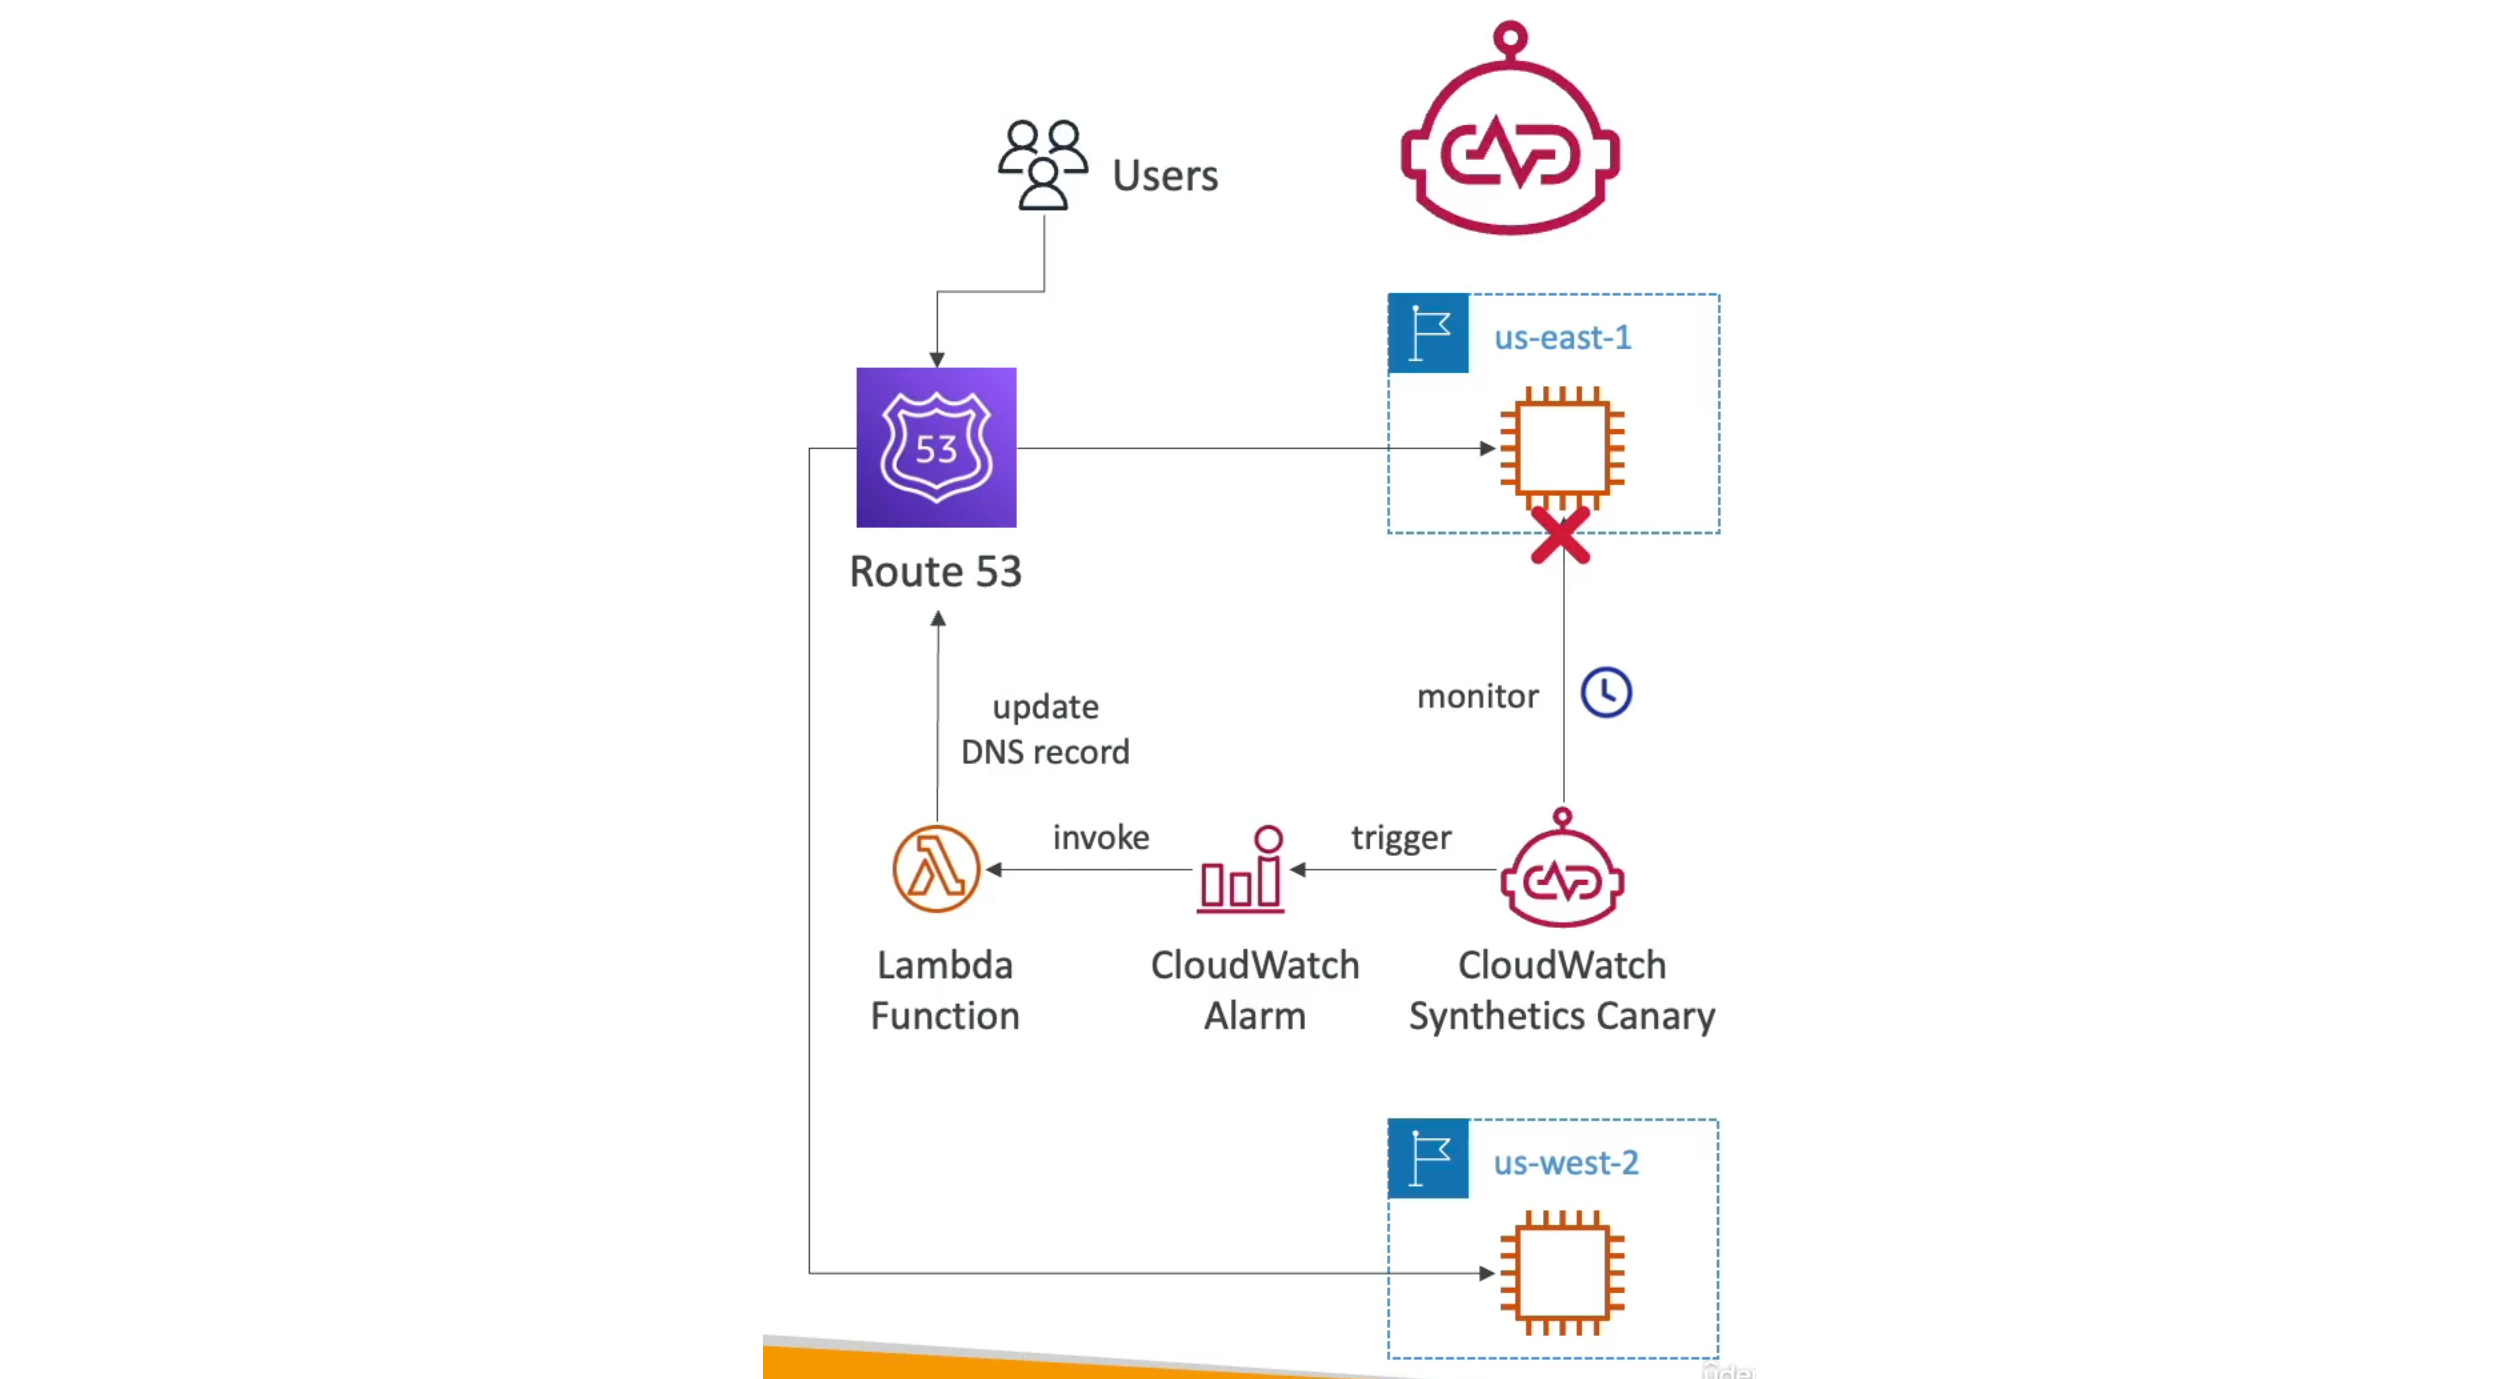 Users
us-east-1
53
Route 53
update
DNS record
monitor
invoke
trigger
Lambda
Function
CloudWatch
Alarm
CloudWatch
Synthetics Canary
us-west-2